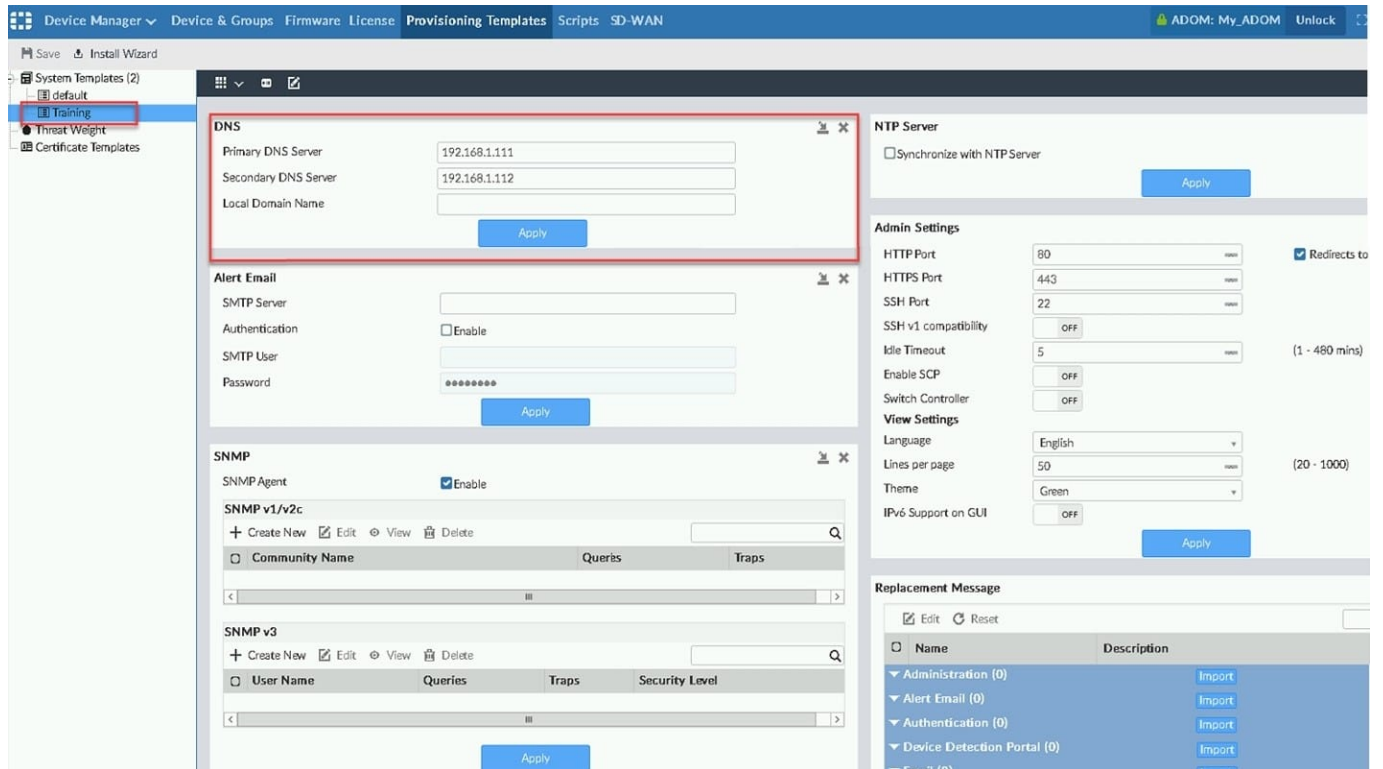 Device Manager Device & Groups Firmware License Provisioning Templates Scripts SD-WAN ADOM: My_ADOM Unlock
Save Install Wizard
System Templates (2)
default
Training
Threat Weight
Certificate Templates
DNS
Primary DNS Server 192.168.1.111
Secondary DNS Server 192.168.1.112
Local Domain Name
Apply
Alert Email
SMTP Server
Authentication Enable
SMTP User
Password
Apply
SNMP
SNMP Agent Enable
SNMP v1/v2c
Create New Edit View Delete
Community Name Queries Traps
SNMP v3
Create New Edit View Delete
User Name Queries Traps Security Level
Apply
NTP Server
Synchronize with NTP Server
Apply
Admin Settings
HTTP Port 80 Redirects to
HTTPS Port 443
SSH Port 22
SSH v1 compatibility OFF
Idle Timeout 5 (1 - 480 mins)
Enable SCP OFF
Switch Controller OFF
View Settings
Language English
Lines per page 50 (20 - 1000)
Theme Green
IPv6 Support on GUI OFF
Apply
Replacement Message
Edit Reset
Name Description
Administration (0) Import
Alert Email (0) Import
Authentication (0) Import
Device Detection Portal (0) Import